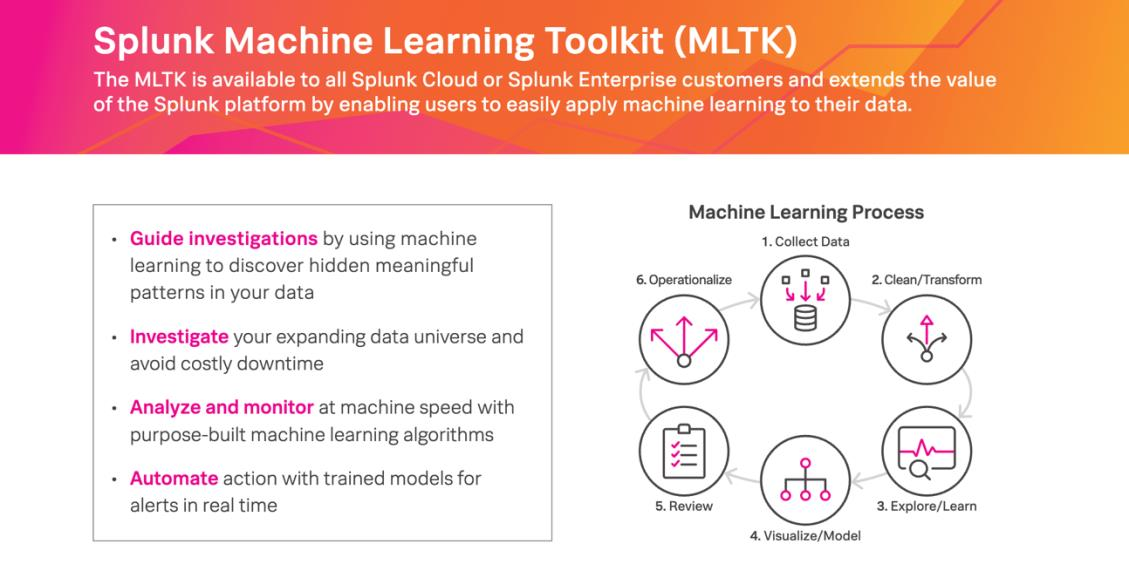 Splunk Machine Learning Toolkit (MLTK)
The MLTK is available to all Splunk Cloud or Splunk Enterprise customers and extends the value
of the Splunk platform by enabling users to easily apply machine learning to their data.
• Guide investigations by using machine
learning to discover hidden meaningful
patterns in your data
• Investigate your expanding data universe and
avoid costly downtime
• Analyze and monitor at machine speed with
purpose-built machine learning algorithms
• Automate action with trained models for
alerts in real time
Machine Learning Process
1. Collect Data
2. Clean/Transform
3. Explore/Learn
4. Visualize/Model
5. Review
6. Operationalize